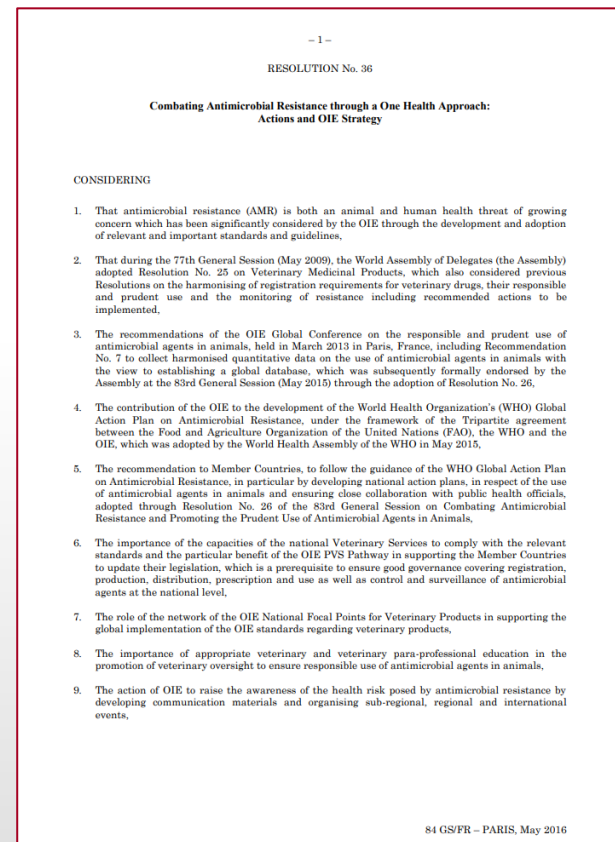 – 1 –
RESOLUTION No. 36
Combating Antimicrobial Resistance through a One Health Approach:
Actions and OIE Strategy
CONSIDERING
1. That antimicrobial resistance (AMR) is both an animal and human health threat of growing
concern which has been significantly considered by the OIE through the development and adoption
of relevant and important standards and guidelines,
2. That during the 77th General Session (May 2009), the World Assembly of Delegates (the Assembly)
adopted Resolution No. 25 on Veterinary Medicinal Products, which also considered previous
Resolutions on the harmonising of registration requirements for veterinary drugs, their responsible
and prudent use and the monitoring of resistance including recommended actions to be
implemented,
3. The recommendations of the OIE Global Conference on the responsible and prudent use of
antimicrobial agents in animals, held in March 2013 in Paris, France, including Recommendation
No. 7 to collect harmonised quantitative data on the use of antimicrobial agents in animals with
the view to establishing a global database, which was subsequently formally endorsed by the
Assembly at the 83rd General Session (May 2015) through the adoption of Resolution No. 26,
4. The contribution of the OIE to the development of the World Health Organization's (WHO) Global
Action Plan on Antimicrobial Resistance, under the framework of the Tripartite agreement
between the Food and Agriculture Organization of the United Nations (FAO), the WHO and the
OIE, which was adopted by the World Health Assembly of the WHO in May 2015,
5. The recommendation to Member Countries, to follow the guidance of the WHO Global Action Plan
on Antimicrobial Resistance, in particular by developing national action plans, in respect of the use
of antimicrobial agents in animals and ensuring close collaboration with public health officials,
adopted through Resolution No. 26 of the 83rd General Session on Combating Antimicrobial
Resistance and Promoting the Prudent Use of Antimicrobial Agents in Animals,
6. The importance of the capacities of the national Veterinary Services to comply with the relevant
standards and the particular benefit of the OIE PVS Pathway in supporting the Member Countries
to update their legislation, which is a prerequisite to ensure good governance covering registration,
production, distribution, prescription and use as well as control and surveillance of antimicrobial
agents at the national level,
7. The role of the network of the OIE National Focal Points for Veterinary Products in supporting the
global implementation of the OIE standards regarding veterinary products,
8. The importance of appropriate veterinary and veterinary para-professional education in the
promotion of veterinary oversight to ensure responsible use of antimicrobial agents in animals,
9. The action of OIE to raise the awareness of the health risk posed by antimicrobial resistance by
developing communication materials and organising sub-regional, regional and international
events,
84 GS/FR – PARIS, May 2016